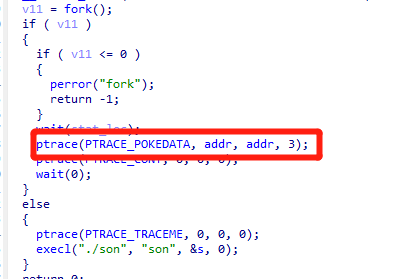 v11 = fork();
if ( v11 )
{
if ( v11 <= 0 )
{
perror("fork");
return -1;
}
wait(stat_loc);
ptrace(PTRACE_POKEDATA, addr, addr, 3);
ptrace(PTRACE_CONT, 0, 0, 0);
wait(0);
}
else
{
ptrace(PTRACE_TRACEME, 0, 0, 0);
execl("./son", "son", &s, 0);
}
return 0;